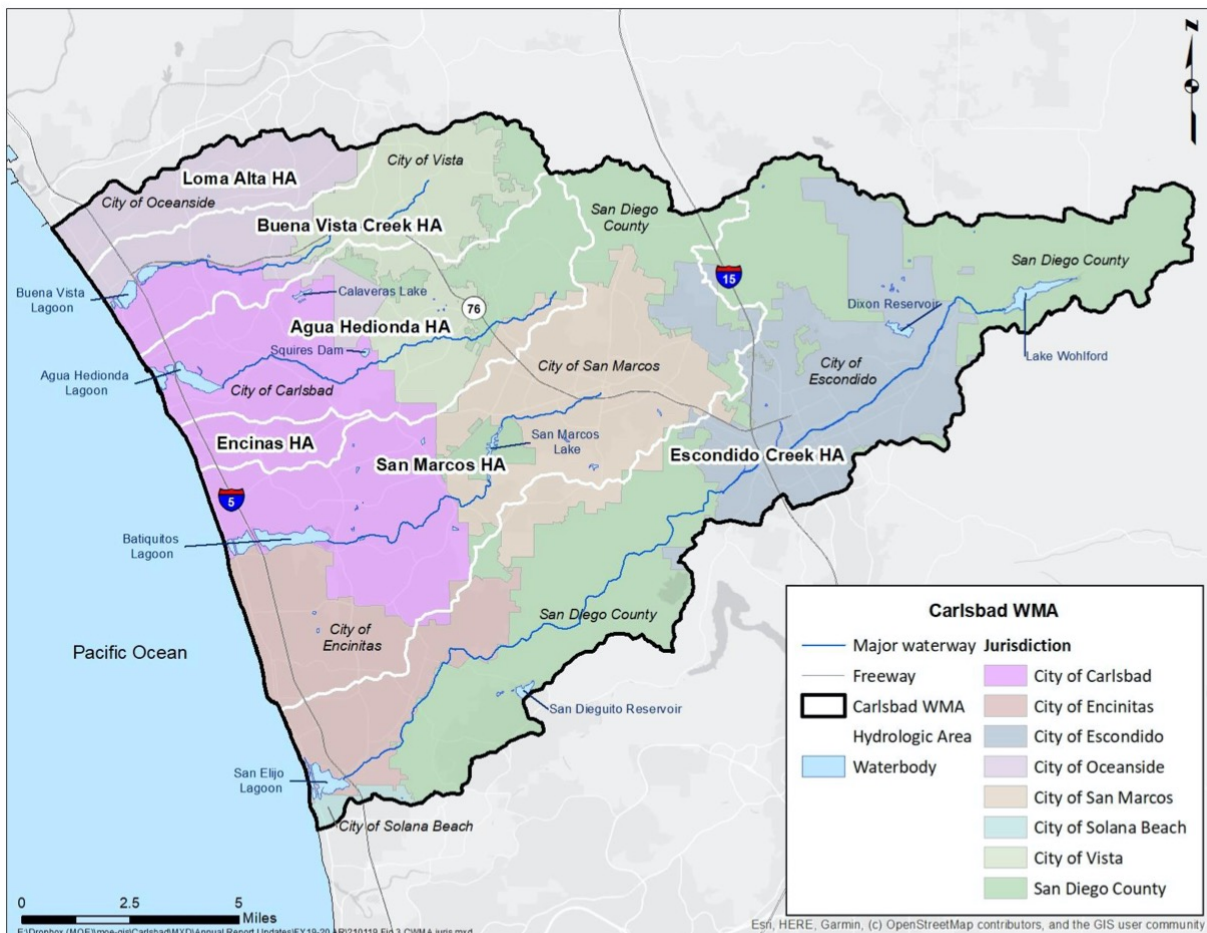 N
City of Vista
Loma Alta HA
City of Oceanside
San Diego
County
Buena Vista Creek HA
San Diego County
15
Buena Vista
Lagoon
Calaveras Lake
Dixon Reservoir
76
Agua Hedionda HA
Squires Dam
Lake Wohlford
City of San Marcos
City of
Escondido
Agua Hedionda
Lagoon
City of Carlsbad
Encinas HA
San Marcos
Lake
San Marcos HA
Escondido Creek HA
5
Batiquitos
Lagoon
San Diego County
City of
Encinitas
Pacific Ocean
San Dieguito Reservoir
San Elijo
Lagoon
City of Solana Beach
Carlsbad WMA
Major waterway
Freeway
Carlsbad WMA
Hydrologic Area
Waterbody
Jurisdiction
City of Carlsbad
City of Encinitas
City of Escondido
City of Oceanside
City of San Marcos
City of Solana Beach
City of Vista
San Diego County
0 2.5 5
Miles
Esri, HERE, Garmin, (c) OpenStreetMap contributors, and the GIS user community